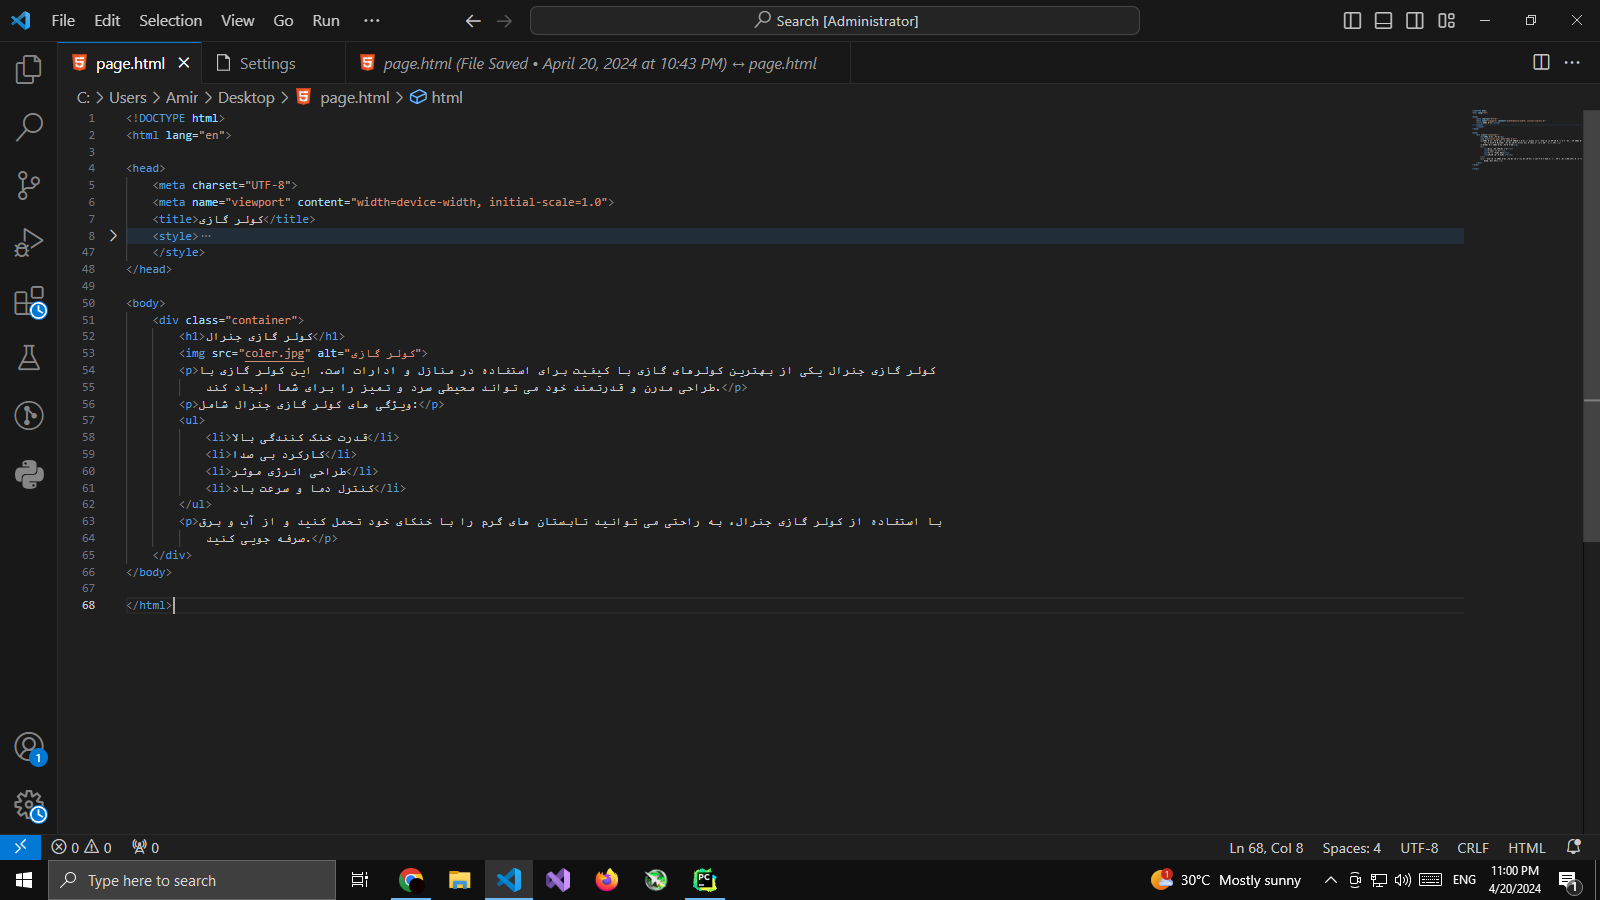 File Edit Selection View Go Run ···
Search [Administrator]
page.html
Settings
page.html (File Saved • April 20, 2024 at 10:43 PM) ↔ page.html
C: > Users > Amir > Desktop > page.html > html
1 <!DOCTYPE html>
2 <html lang="en">
3
4 <head>
5 <meta charset="UTF-8">
6 <meta name="viewport" content="width=device-width, initial-scale=1.0">
7 <title>کولر گازی</title>
8 <style>···
47 </style>
48 </head>
49
50 <body>
51 <div class="container">
52 <h1>کولر گازی جنرال</h1>
53 <img src="coler.jpg" alt="کولر گازی">
54 <p>کولر گازی جنرال یکی از بهترین کولرهای گازی با کیفیت برای استفاده در منازل و ادارات است. این کولر گازی با
55 طراحی مدرن و قدرتمند خود می تواند محیطی سرد و تمیز را برای شما ایجاد کند.</p>
56 <p>ویژگی های کولر گازی جنرال شامل:</p>
57 <ul>
58 <li>قدرت خنک کنندگی بالا</li>
59 <li>کارکرد بی صدا</li>
60 <li>طراحی انرژی موثر</li>
61 <li>کنترل دما و سرعت باد</li>
62 </ul>
63 <p>با استفاده از کولر گازی جنرال، به راحتی می توانید تابستان های گرم را با خنکای خود تحمل کنید و از آب و برق
64 صرفه جویی کنید.</p>
65 </div>
66 </body>
67
68 </html>
1
0 0 0
Ln 68, Col 8 Spaces: 4 UTF-8 CRLF HTML
Type here to search
PC
1 30°C Mostly sunny
ENG
11:00 PM
4/20/2024
1